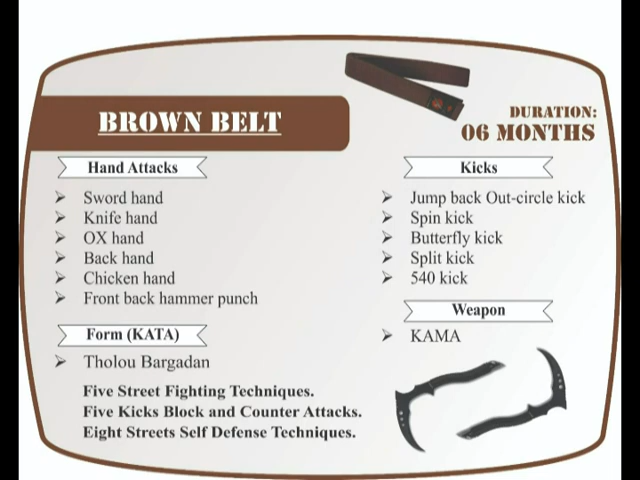 BROWN BELT
DURATION:
06 MONTHS
Hand Attacks
Sword hand
Knife hand
OX hand
Back hand
Chicken hand
Front back hammer punch
Form (KATA)
Tholou Bargadan
Five Street Fighting Techniques.
Five Kicks Block and Counter Attacks.
Eight Streets Self Defense Techniques.
Kicks
Jump back Out-circle kick
Spin kick
Butterfly kick
Split kick
540 kick
Weapon
KAMA